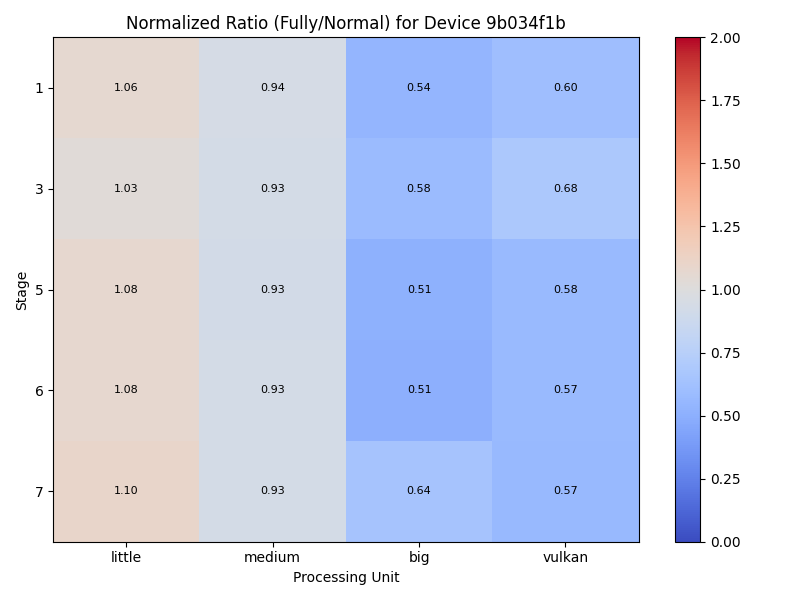 Normalized Ratio (Fully/Normal) for Device 9b034f1b
Stage
1
1.06 0.94 0.54 0.60
3
1.03 0.93 0.58 0.68
5
1.08 0.93 0.51 0.58
6
1.08 0.93 0.51 0.57
7
1.10 0.93 0.64 0.57
little medium big vulkan
Processing Unit
2.00
1.75
1.50
1.25
1.00
0.75
0.50
0.25
0.00